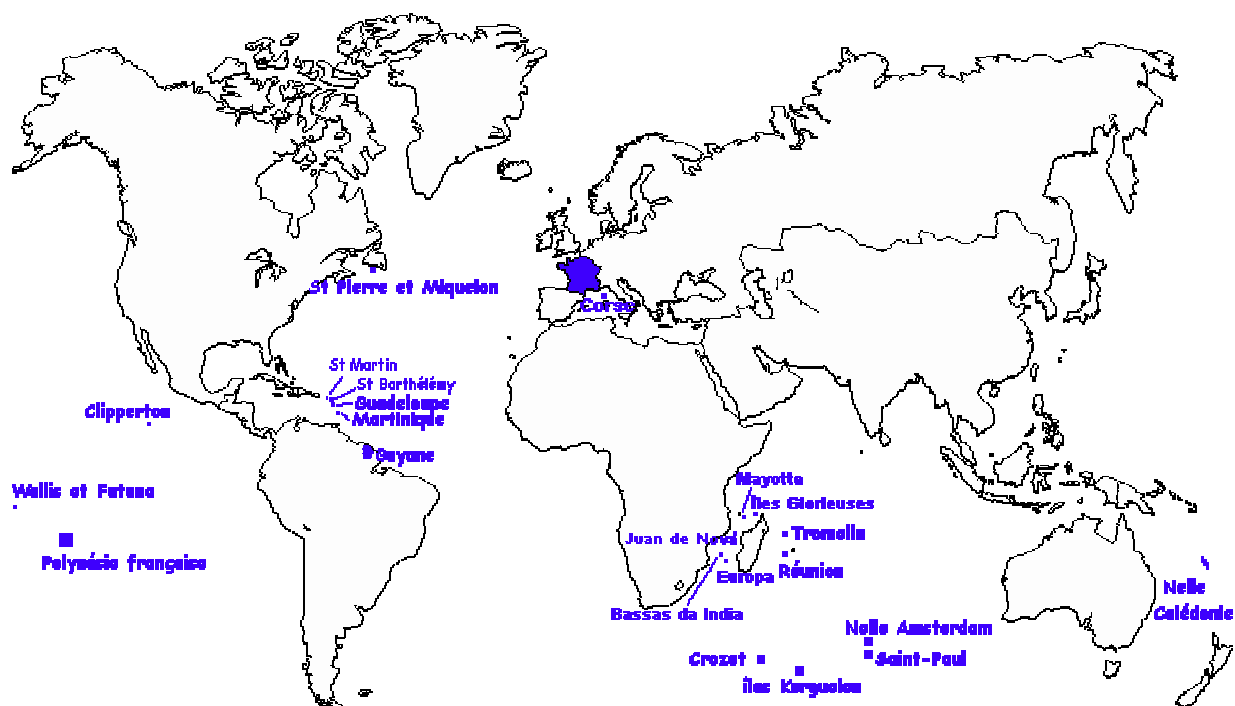 St Pierre et Miquelon
Corse
St Martin
St Barthélémy
Guadeloupe
Martinique
Clipperton
Guyane
Wallis et Futuna
Polynésie française
Mayotte
Îles Glorieuses
Juan de Nova
Tromelin
Europa
Réunion
Bassas da India
Nelle
Calédonie
Nelle Amsterdam
Saint-Paul
Crozet
Îles Kerguelen